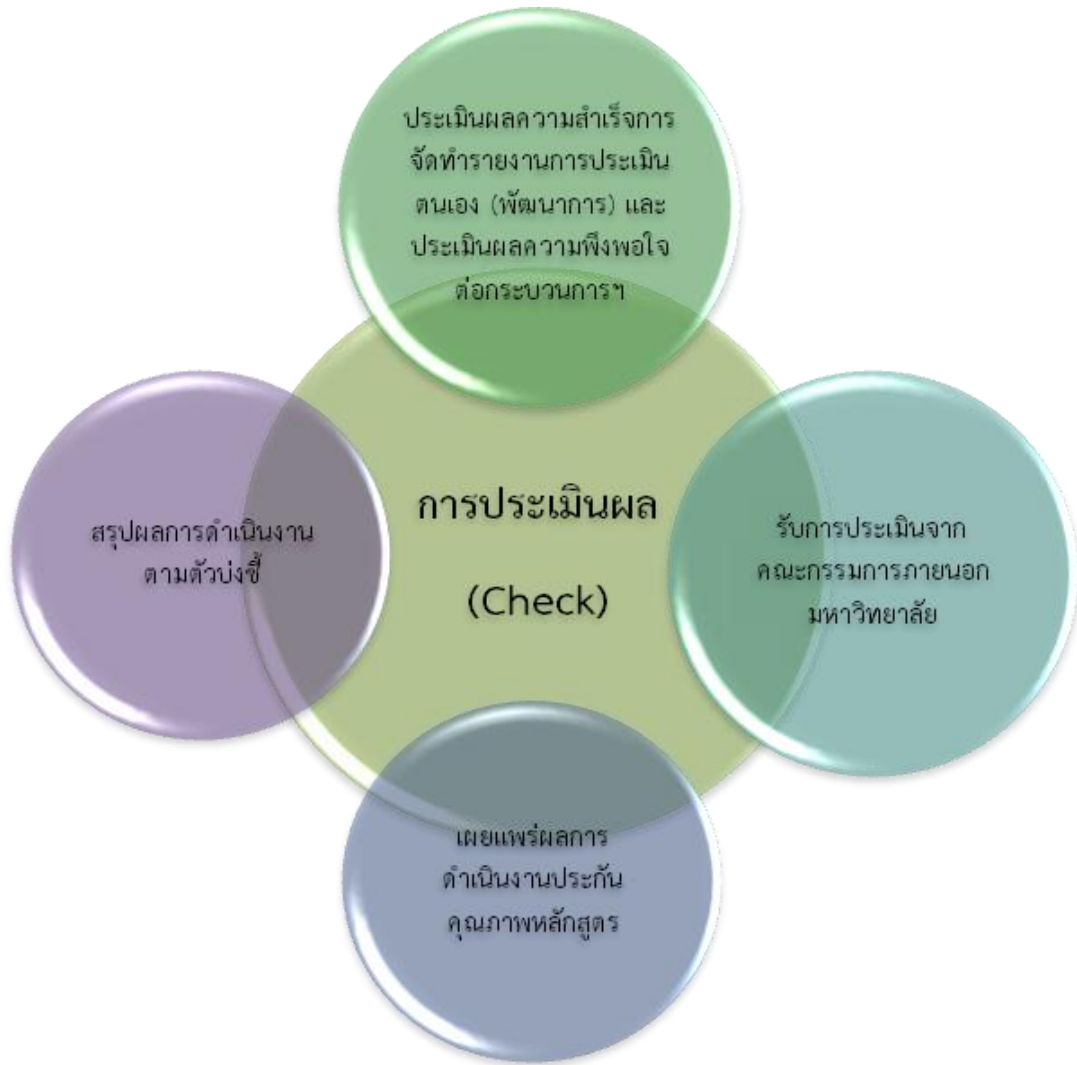 ประเมินผลความสำเร็จการ
จัดทำรายงานการประเมิน
ตนเอง (พัฒนาการ) และ
ประเมินผลความพึงพอใจ
ต่อกระบวนการฯ
สรุปผลการดำเนินงาน
ตามตัวบ่งชี้
การประเมินผล
(Check)
รับการประเมินจาก
คณะกรรมการภายนอก
มหาวิทยาลัย
เผยแพร่ผลการ
ดำเนินงานประกัน
คุณภาพหลักสูตร